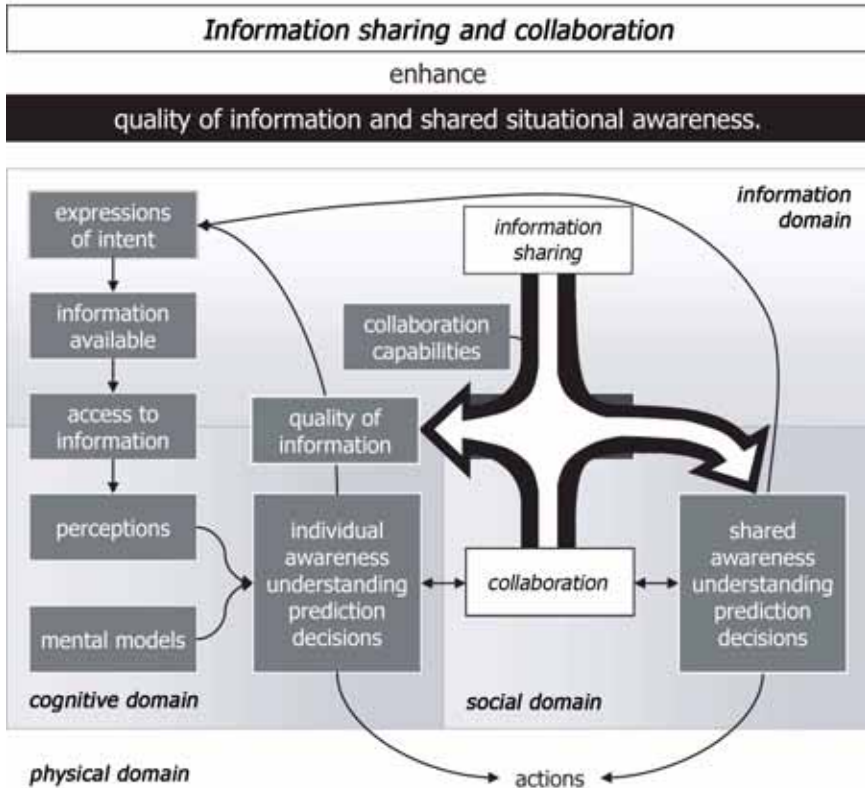 Information sharing and collaboration
enhance
quality of information and shared situational awareness.
information
domain
expressions
of intent
information
sharing
information
available
collaboration
capabilities
access to
information
quality of
information
perceptions
individual
awareness
understanding
prediction
decisions
collaboration
shared
awareness
understanding
prediction
decisions
mental models
cognitive domain
social domain
physical domain
actions